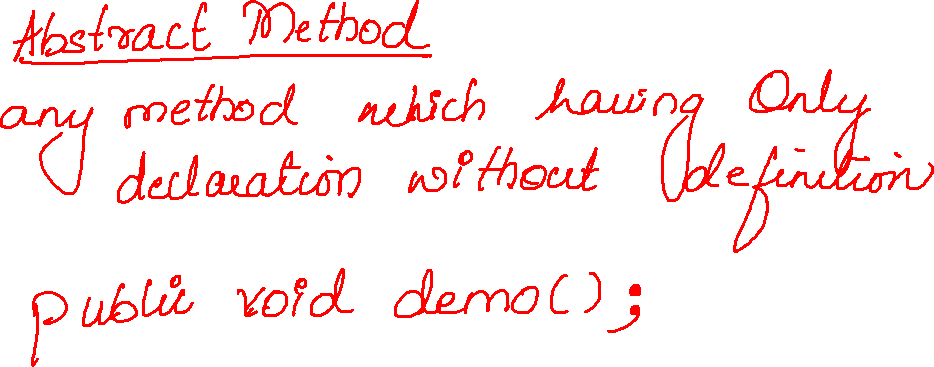 Abstract Method
any method which having Only
declaration without definition
public void demo();